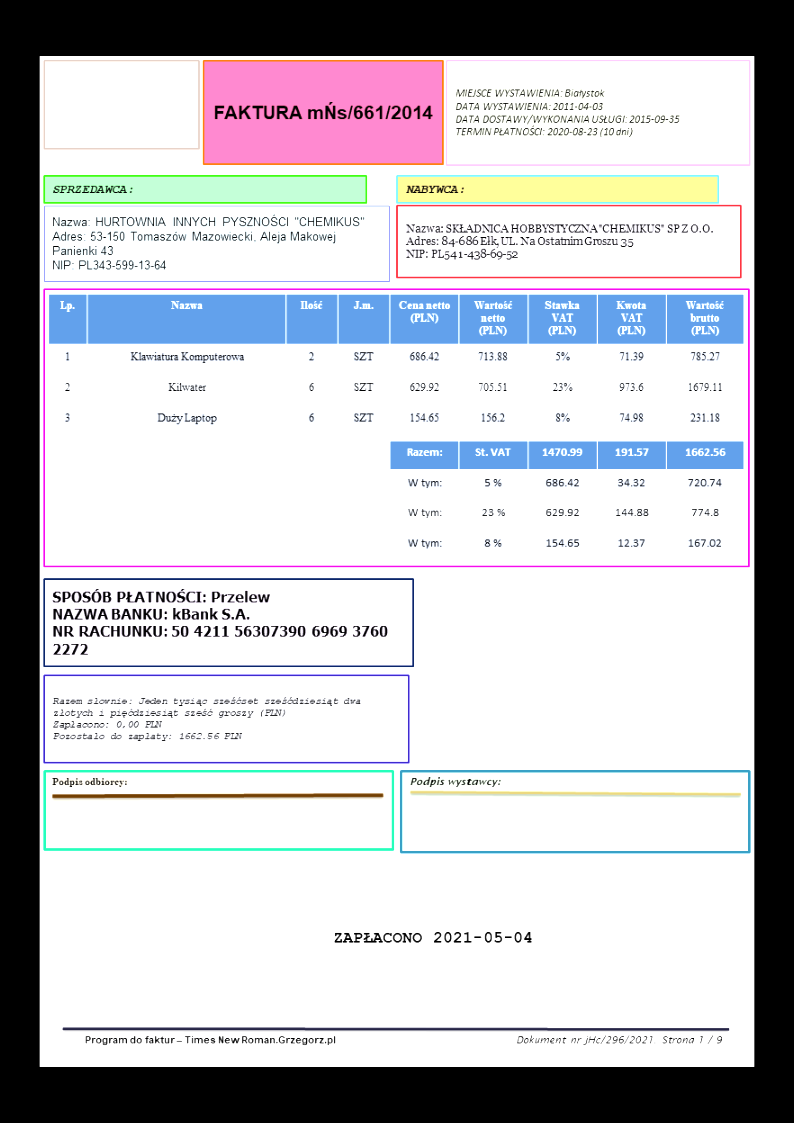 FAKTURA mŃs/661/2014
MIEJSCE WYSTAWIENIA: Białystok
DATA WYSTAWIENIA: 2011-04-03
DATA DOSTAWY/WYKONANIA USŁUGI: 2015-09-35
TERMIN PŁATNOŚCI: 2020-08-23 (10 dni)
SPRZEDAWCA:
Nazwa: HURTOWNIA INNYCH PYSZNOŚCI "CHEMIKUS"
Adres: 53-150 Tomaszów Mazowiecki, Aleja Makowej
Panienki 43
NIP: PL343-599-13-64
NABYWCA:
Nazwa: SKŁADNICA HOBBYSTYCZNA"CHEMIKUS" SP Z O.O.
Adres: 84-686 Ełk, UL. Na Ostatnim Groszu 35
NIP: PL541-438-69-52
Lp. Nazwa Ilość J.m. Cena netto (PLN) Wartość netto (PLN) Stawka VAT (PLN) Kwota VAT (PLN) Wartość brutto (PLN)
1 Klawiatura Komputerowa 2 SZT 686.42 713.88 5% 71.39 785.27
2 Kilwater 6 SZT 629.92 705.51 23% 973.6 1679.11
3 Duży Laptop 6 SZT 154.65 156.2 8% 74.98 231.18
Razem: St. VAT 1470.99 191.57 1662.56
W tym: 5 % 686.42 34.32 720.74
W tym: 23 % 629.92 144.88 774.8
W tym: 8 % 154.65 12.37 167.02
SPOSÓB PŁATNOŚCI: Przelew
NAZWA BANKU: kBank S.A.
NR RACHUNKU: 50 4211 56307390 6969 3760
2272
Razem słownie: Jeden tysiąc sześćset sześćdziesiąt dwa
złotych i pięćdziesiąt sześć groszy (PLN)
Zapłacono: 0,00 PLN
Pozostało do zapłaty: 1662.56 PLN
Podpis odbiorcy:
Podpis wystawcy:
ZAPŁACONO 2021-05-04
Program do faktur – Times New Roman.Grzegorz.pl
Dokument nr jHc/296/2021. Strona 1 / 9